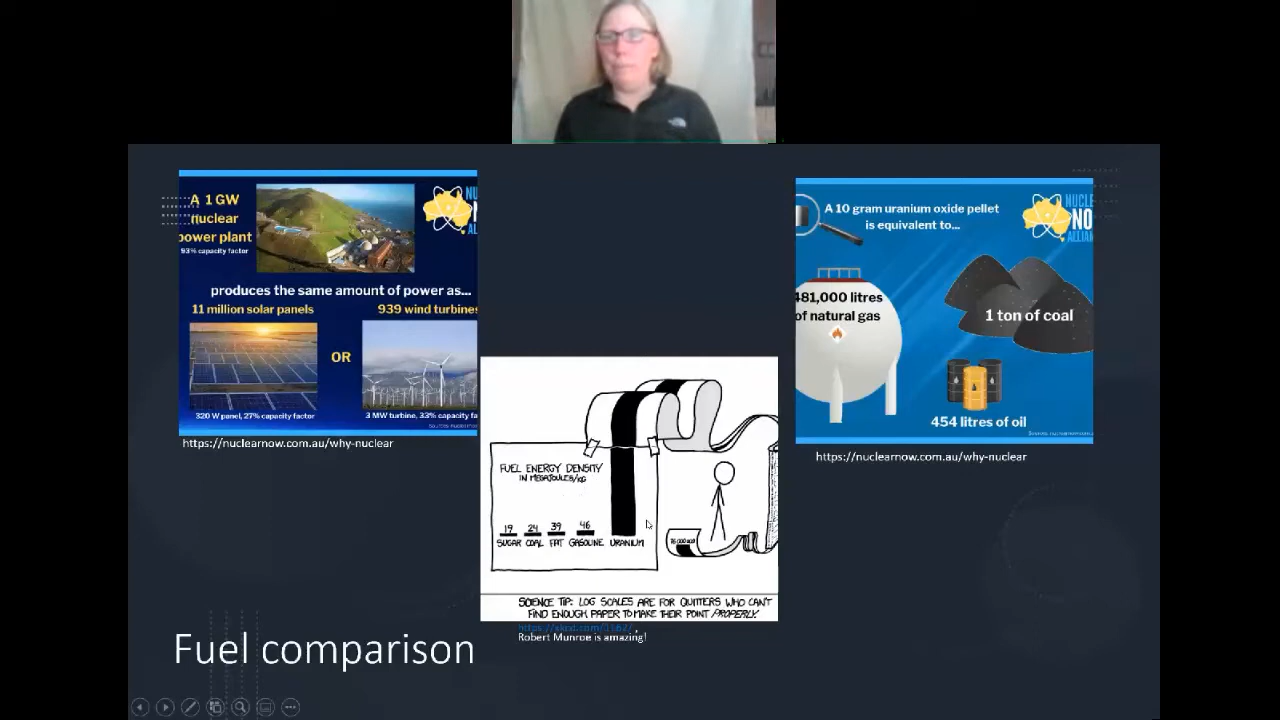 A 1 GW
nuclear
power plant
93% capacity factor
NU
N
AL
produces the same amount of power as...
11 million solar panels
939 wind turbines
OR
320 W panel, 27% capacity factor
3 MW turbine, 33% capacity fa
https://nuclearnow.com.au/why-nuclear
FUEL ENERGY DENSITY
IN MEGAJOULES/KG
19
24
39
46
SUGAR COAL FAT GASOLINE URANIUM
SCIENCE TIP: LOG SCALES ARE FOR QUITTERS WHO CAN'T
FIND ENOUGH PAPER TO MAKE THEIR POINT PROPERLY.
Robert Munroe is amazing!
A 10 gram uranium oxide pellet
is equivalent to...
NUCLE
NO
ALLIAN
481,000 litres
of natural gas
1 ton of coal
454 litres of oil
https://nuclearnow.com.au/why-nuclear
Fuel comparison